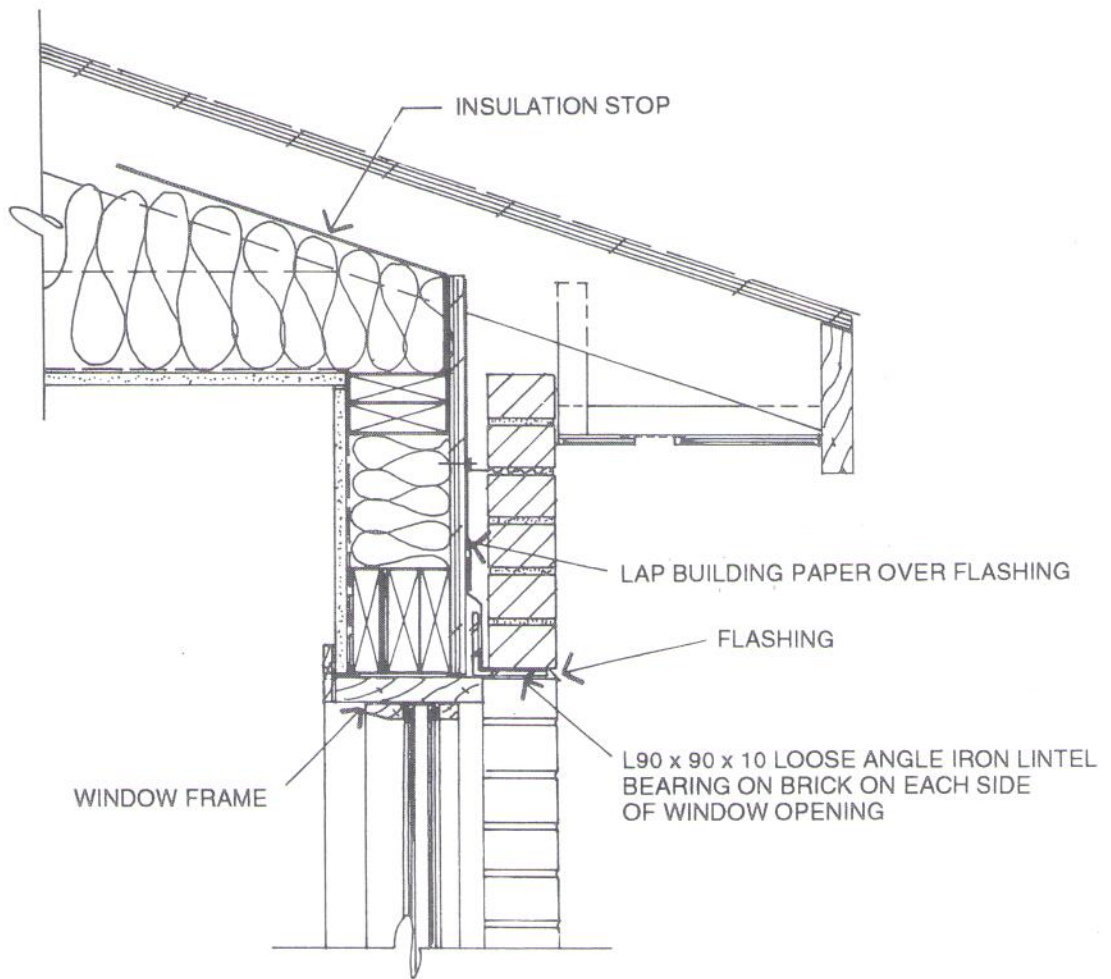 INSULATION STOP
LAP BUILDING PAPER OVER FLASHING
FLASHING
L90 x 90 x 10 LOOSE ANGLE IRON LINTEL
BEARING ON BRICK ON EACH SIDE
OF WINDOW OPENING
WINDOW FRAME